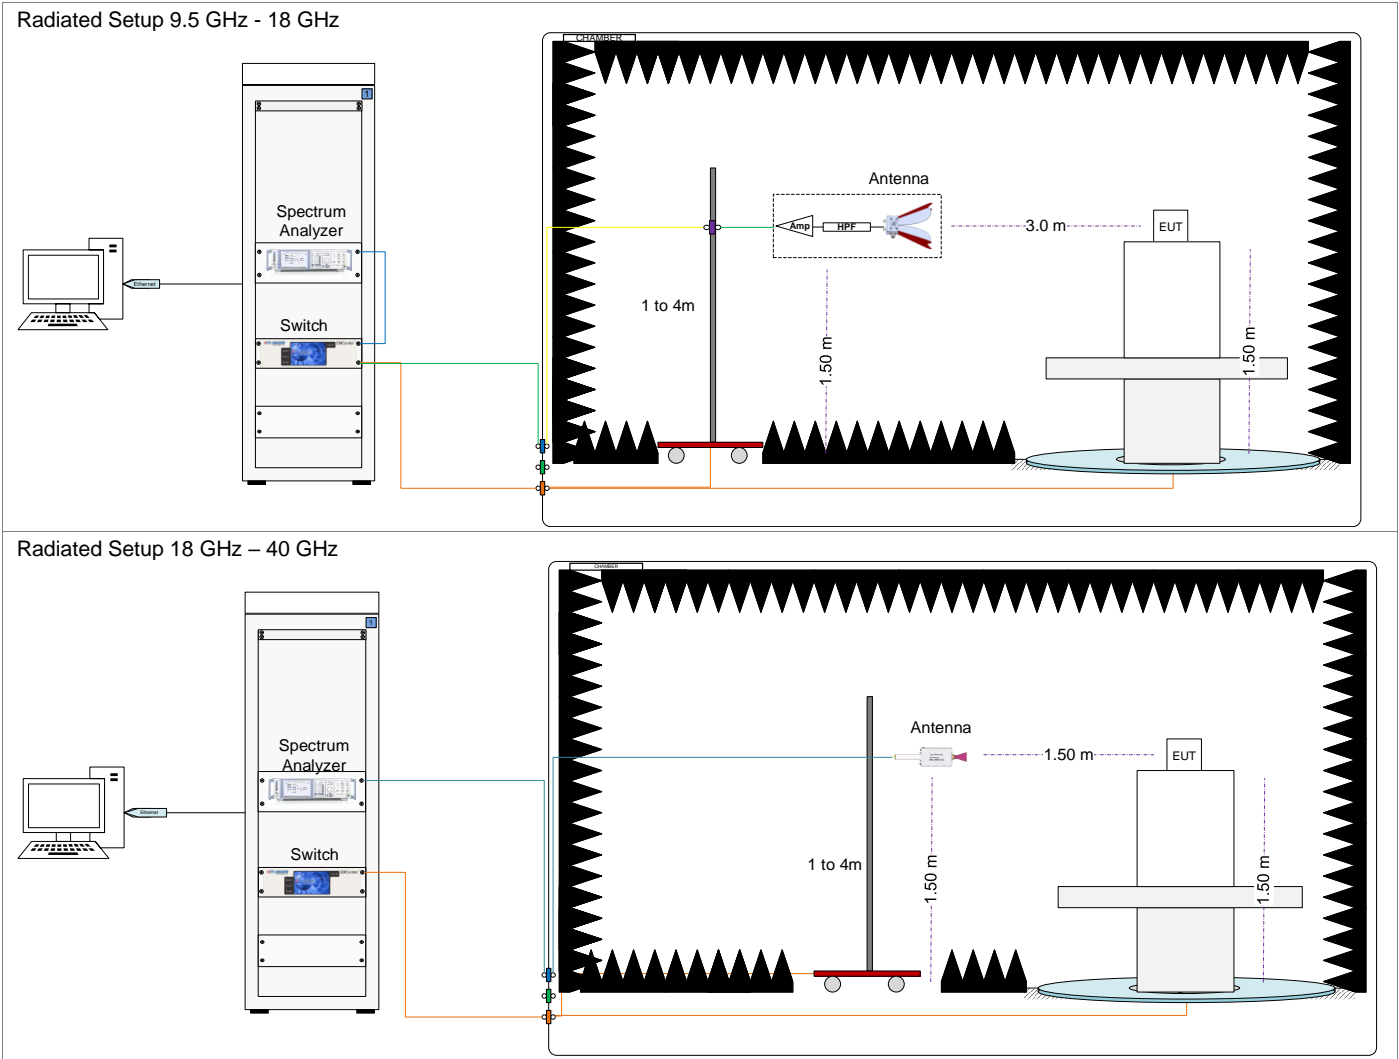 Radiated Setup 9.5 GHz - 18 GHz
CHAMBER
1
Antenna
Spectrum
Analyzer
Amp
HPF
3.0 m
EUT
Ethernet
1 to 4m
Switch
1.50 m
1.50 m
Radiated Setup 18 GHz – 40 GHz
CHAMBER
1
Antenna
Spectrum
Analyzer
1.50 m
EUT
Ethernet
Switch
1 to 4m
1.50 m
1.50 m